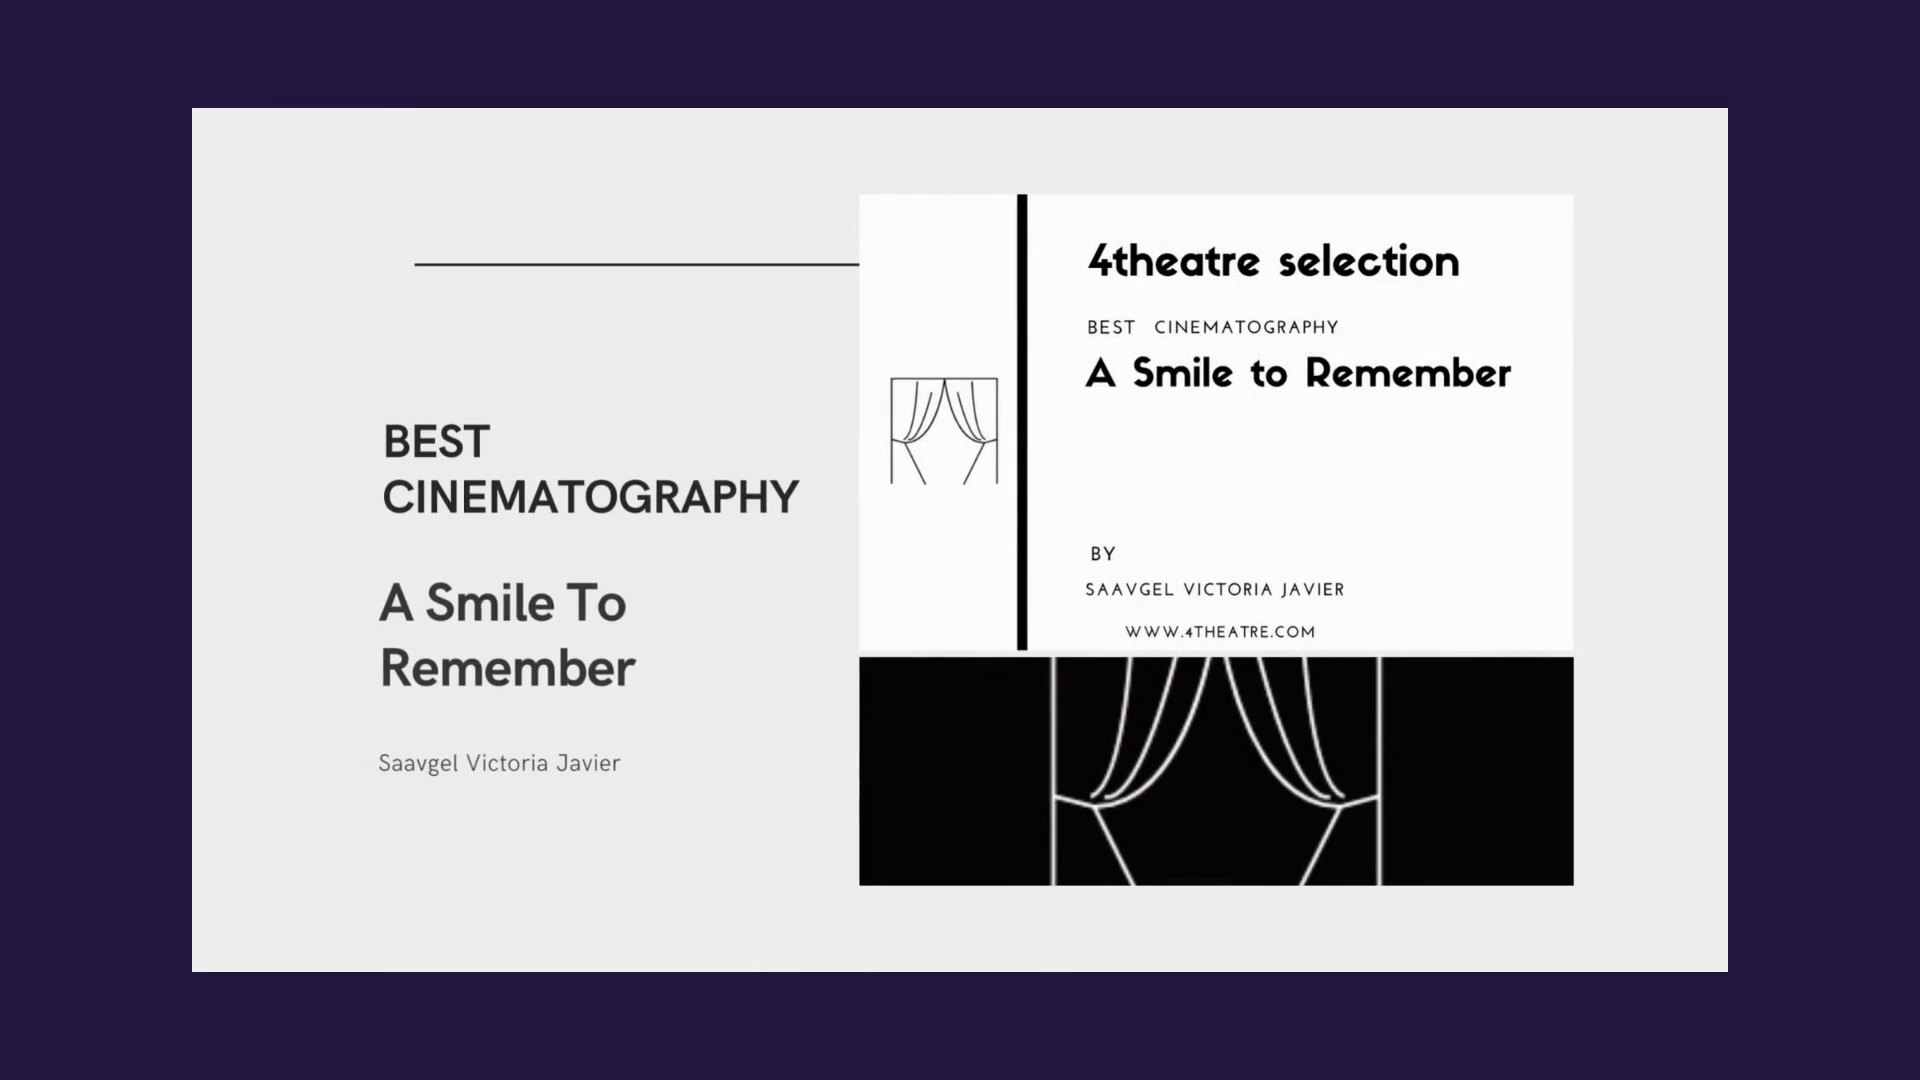 BEST
CINEMATOGRAPHY
A Smile To
Remember
Saavgel Victoria Javier
4theatre selection
BEST CINEMATOGRAPHY
A Smile to Remember
BY
SAAVGEL VICTORIA JAVIER
WWW.4THEATRE.COM